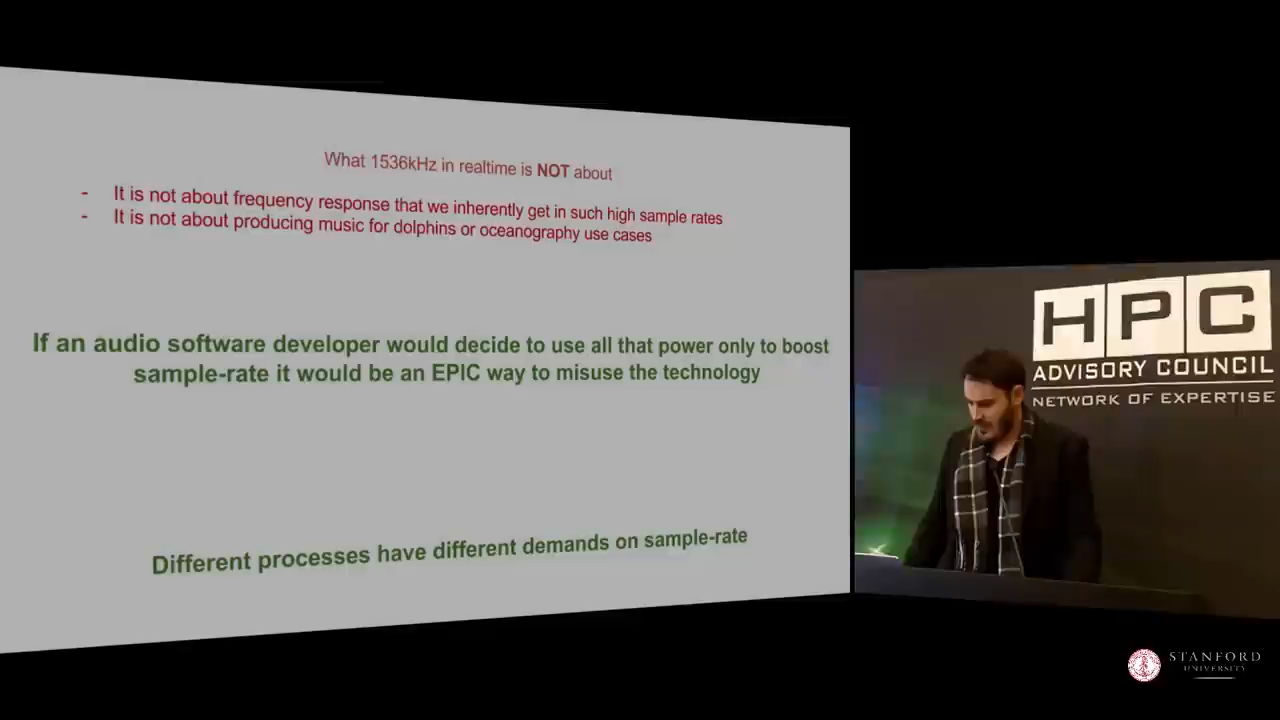 What 1536kHz in realtime is NOT about
- It is not about frequency response that we inherently get in such high sample rates
- It is not about producing music for dolphins or oceanography use cases
If an audio software developer would decide to use all that power only to boost
sample-rate it would be an EPIC way to misuse the technology
Different processes have different demands on sample-rate
HPC
ADVISORY COUNCIL
NETWORK OF EXPERTISE
STANFORD
UNIVERSITY